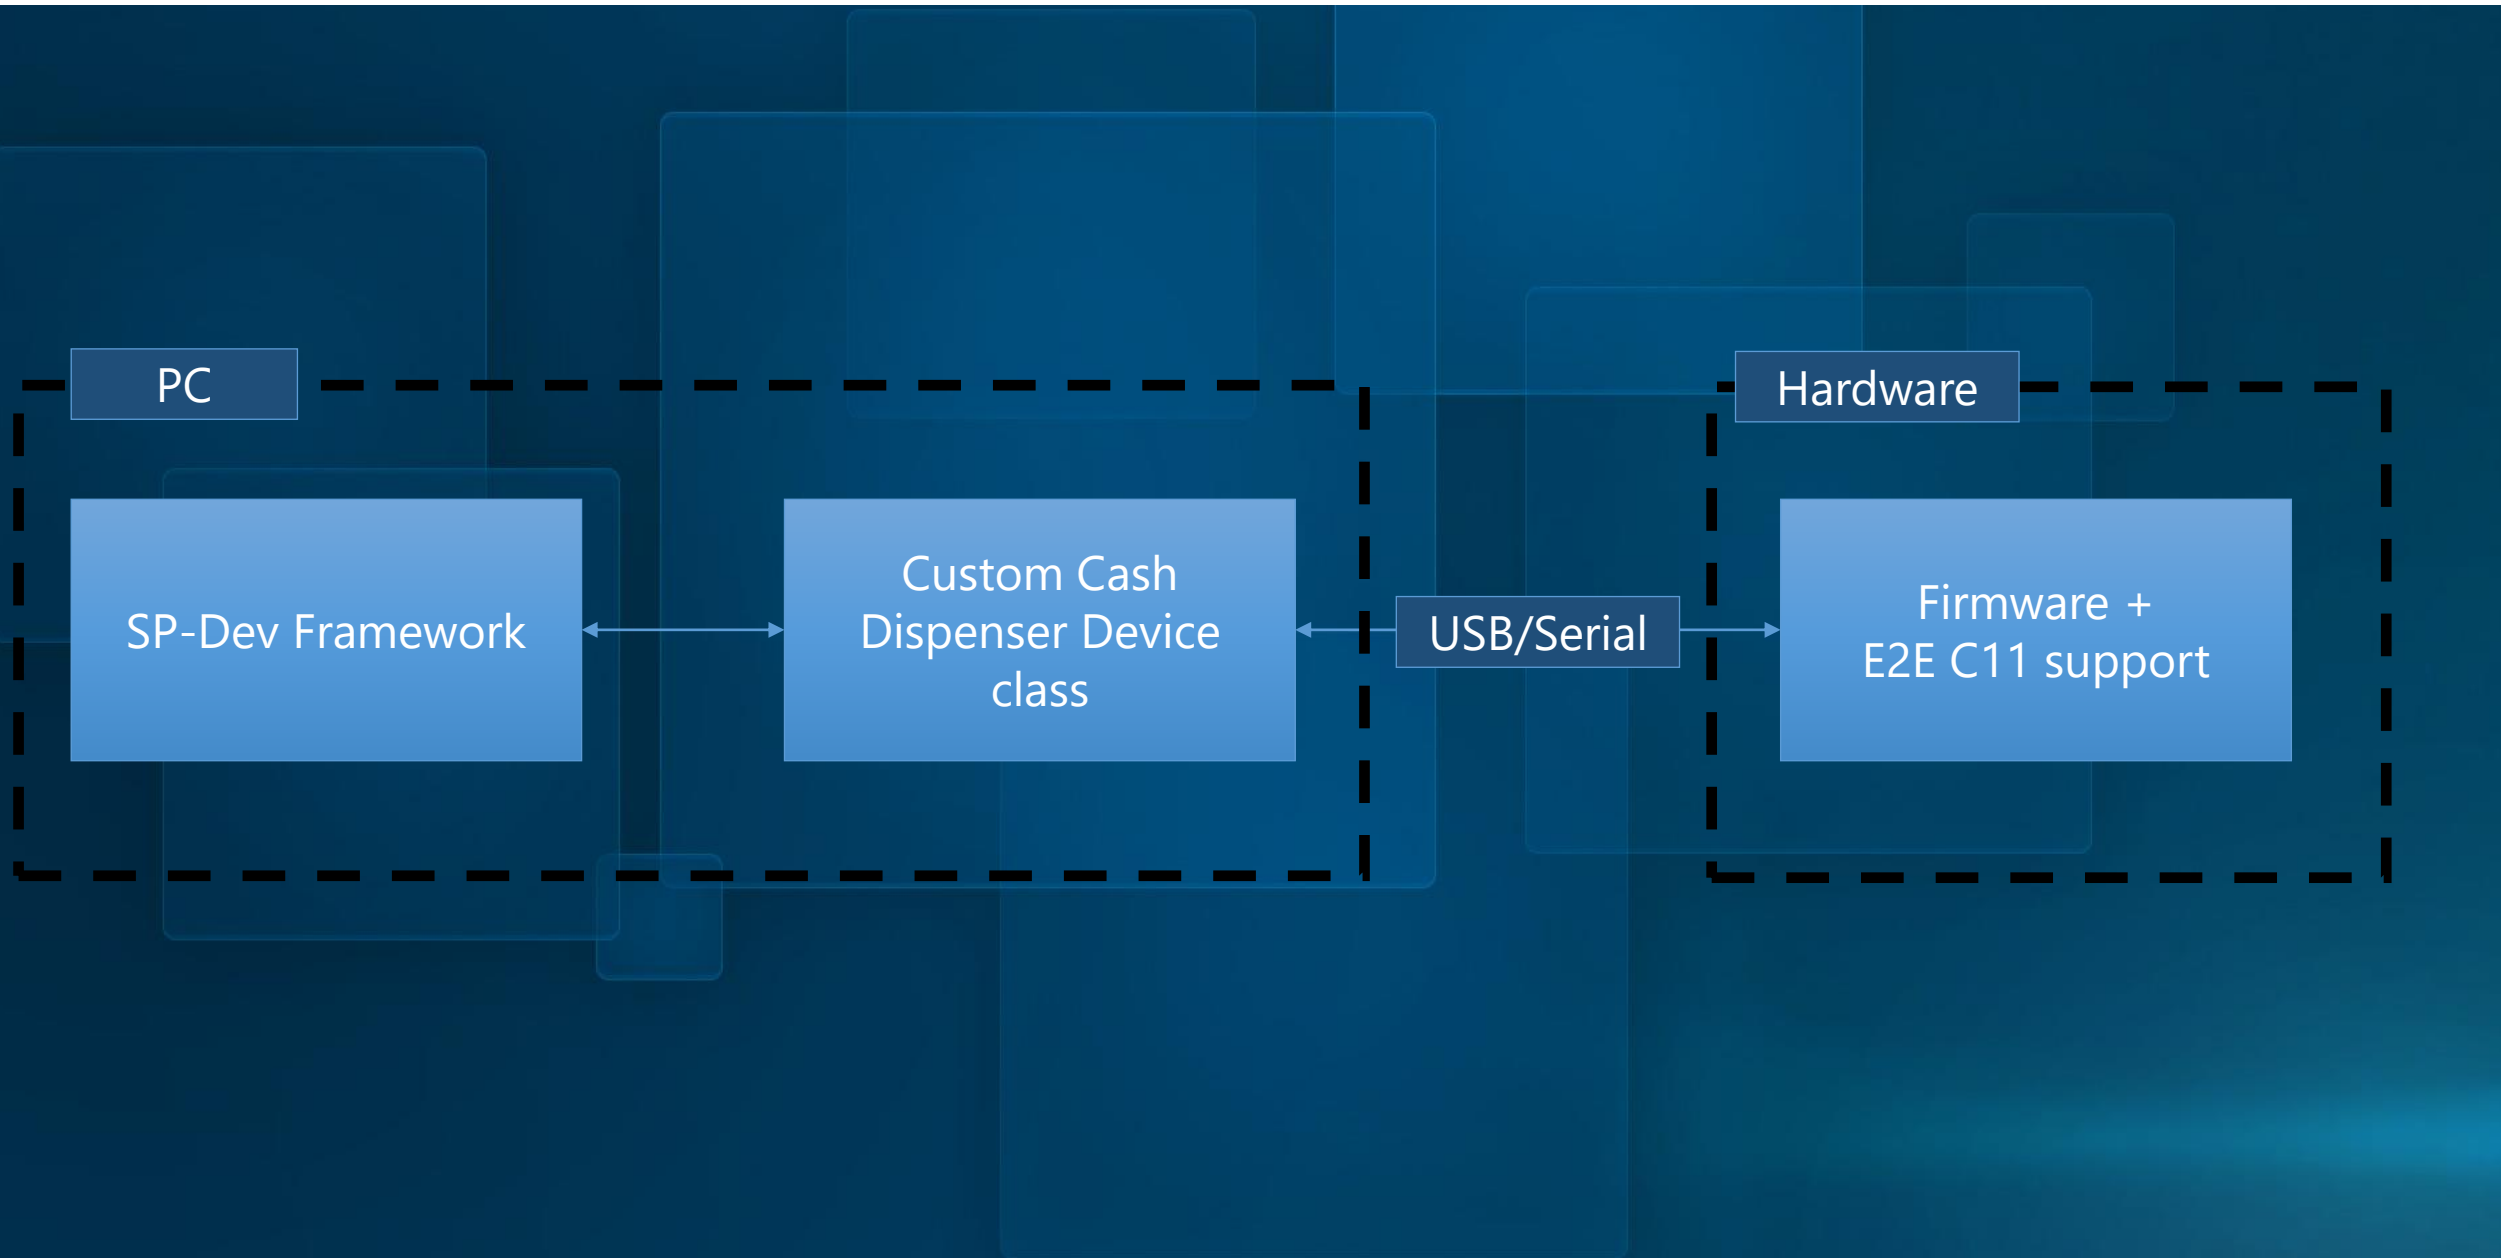 PC
Hardware
SP-Dev Framework
Custom Cash
Dispenser Device
class
USB/Serial
Firmware +
E2E C11 support